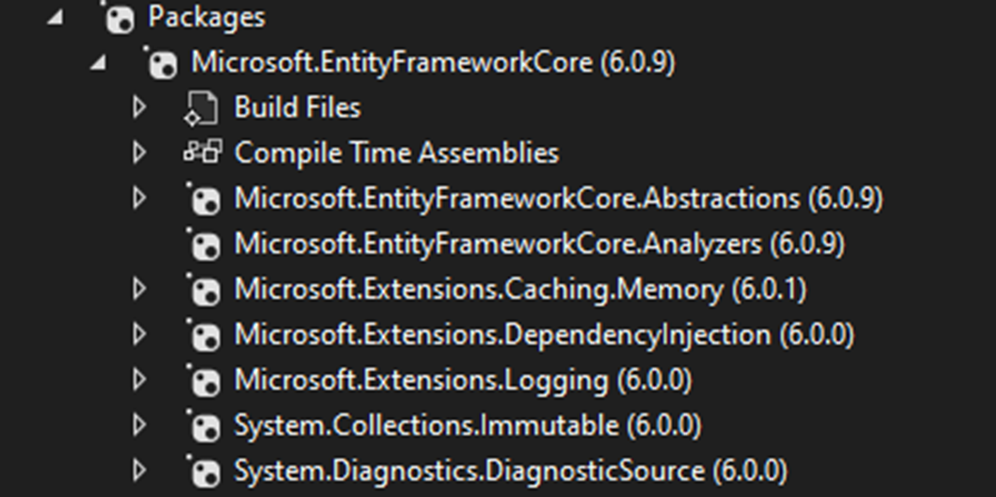 Packages
Microsoft.EntityFrameworkCore (6.0.9)
Build Files
Compile Time Assemblies
Microsoft.EntityFrameworkCore.Abstractions (6.0.9)
Microsoft.EntityFrameworkCore.Analyzers (6.0.9)
Microsoft.Extensions.Caching.Memory (6.0.1)
Microsoft.Extensions.DependencyInjection (6.0.0)
Microsoft.Extensions.Logging (6.0.0)
System.Collections.Immutable (6.0.0)
System.Diagnostics.DiagnosticSource (6.0.0)